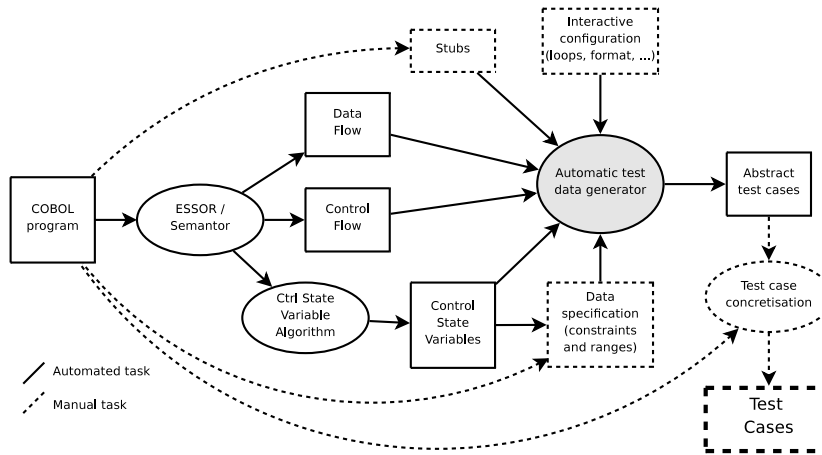 Interactive
configuration
(loops, format, ...)
Stubs
Data
Flow
Automatic test
data generator
Abstract
test cases
COBOL
program
ESSOR /
Semantor
Control
Flow
Test case
concretisation
Ctrl State
Variable
Algorithm
Control
State
Variables
Data
specification
(constraints
and ranges)
Automated task
Manual task
Test
Cases